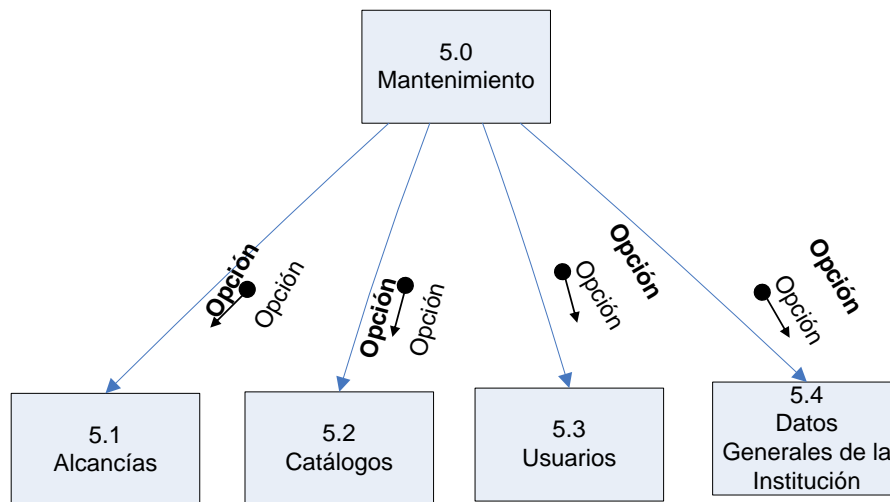 5.0
Mantenimiento
Opción
Opción
Opción
Opción
Opción
Opción
Opción
Opción
5.1
Alcancías
5.2
Catálogos
5.3
Usuarios
5.4
Datos
Generales de la
Institución